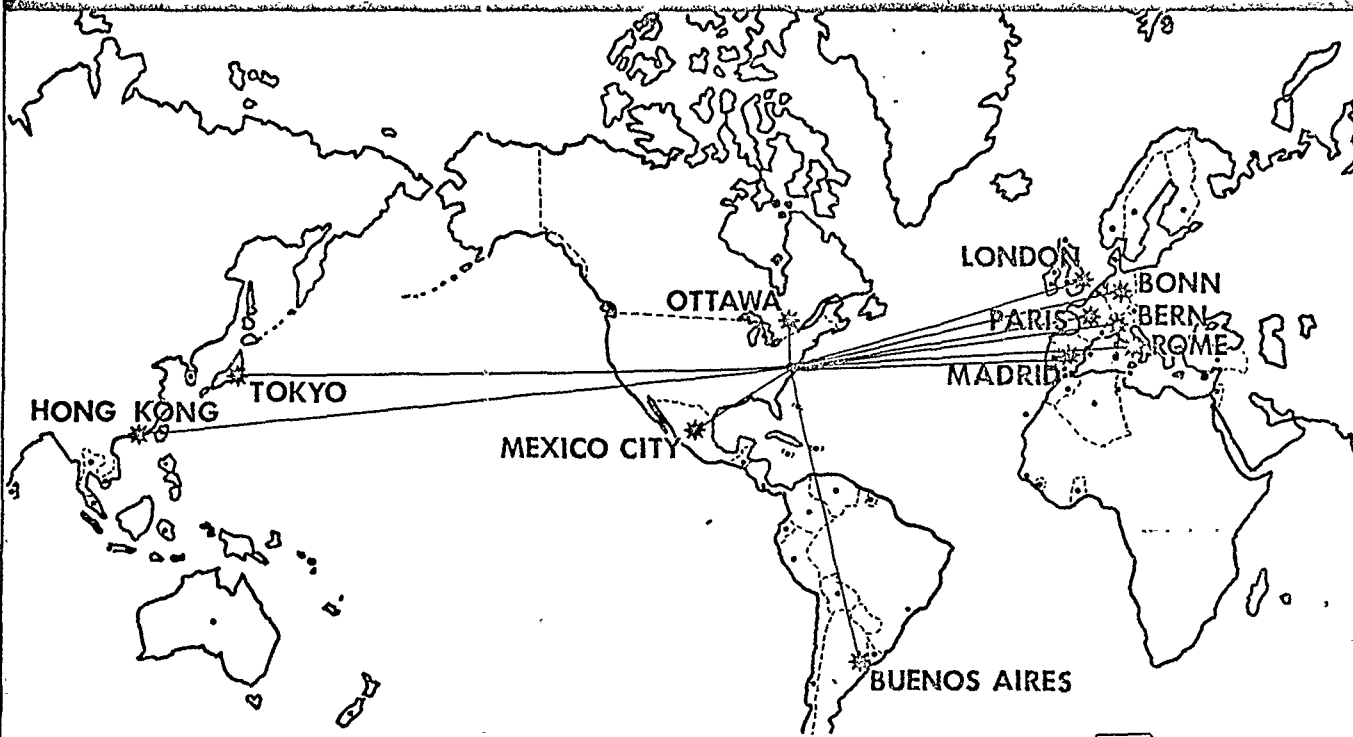 LONDON
BONN
OTTAWA
PARIS
BERN
ROME
MADRID
TOKYO
HONG KONG
MEXICO CITY
BUENOS AIRES